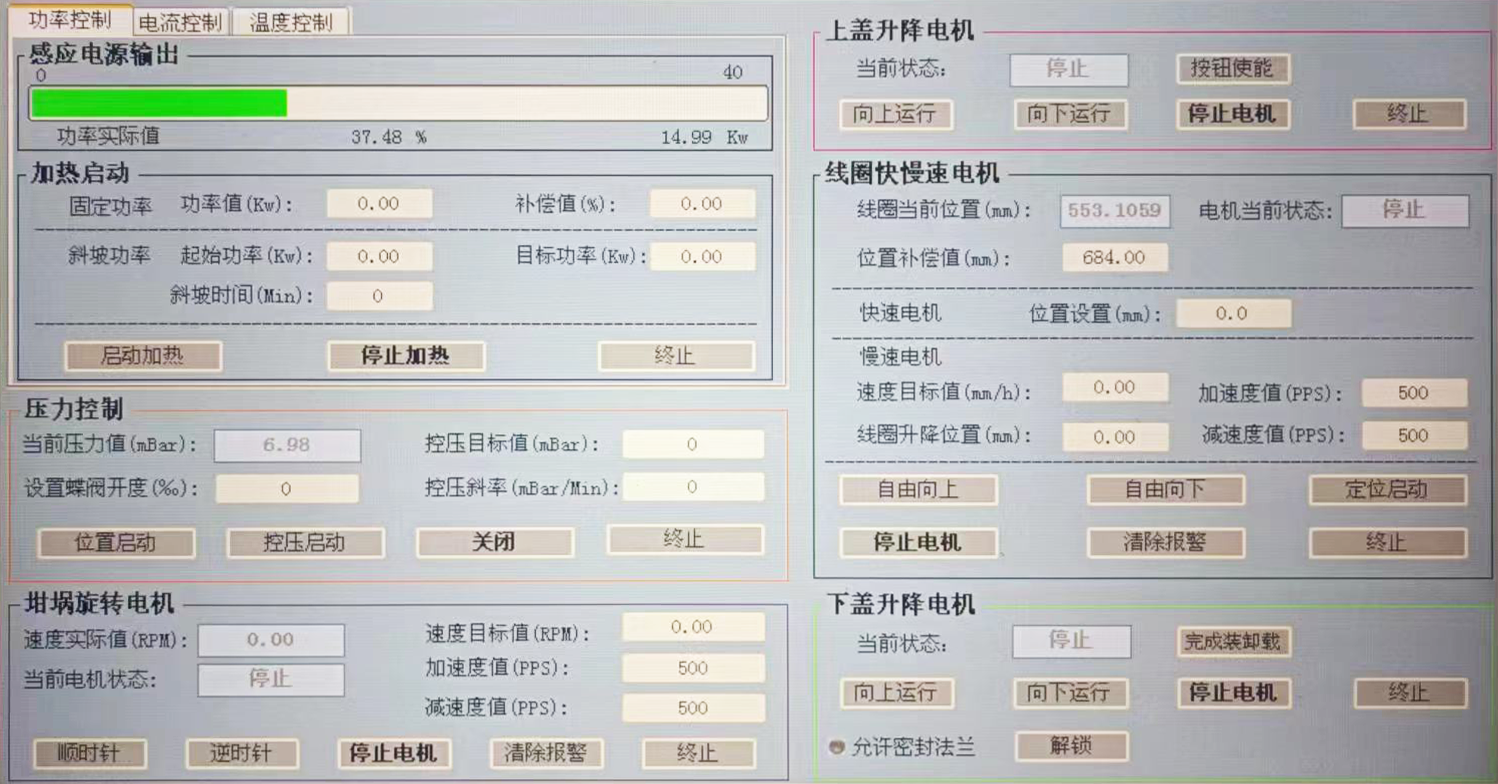 功率控制 电流控制 温度控制
感应电源输出
0 40
功率实际值 37.48 % 14.99 Kw
加热启动
固定功率 功率值(Kw): 0.00 补偿值(%): 0.00
斜坡功率 起始功率(Kw): 0.00 目标功率(Kw): 0.00
斜坡时间(Min): 0
启动加热 停止加热 终止
压力控制
当前压力值(mBar): 6.98 控压目标值(mBar): 0
设置蝶阀开度(‰): 0 控压斜率(mBar/Min): 0
位置启动 控压启动 关闭 终止
坩埚旋转电机
速度实际值(RPM): 0.00 速度目标值(RPM): 0.00
当前电机状态: 停止 加速度值(PPS): 500
减速度值(PPS): 500
顺时针 逆时针 停止电机 清除报警 终止
上盖升降电机
当前状态: 停止 按钮使能
向上运行 向下运行 停止电机 终止
线圈快慢速电机
线圈当前位置(mm): 553.1059 电机当前状态: 停止
位置补偿值(mm): 684.00
快速电机 位置设置(mm): 0.0
慢速电机
速度目标值(mm/h): 0.00 加速度值(PPS): 500
线圈升降位置(mm): 0.00 减速度值(PPS): 500
自由向上 自由向下 定位启动
停止电机 清除报警 终止
下盖升降电机
当前状态: 停止 完成装卸载
向上运行 向下运行 停止电机 终止
允许密封法兰 解锁